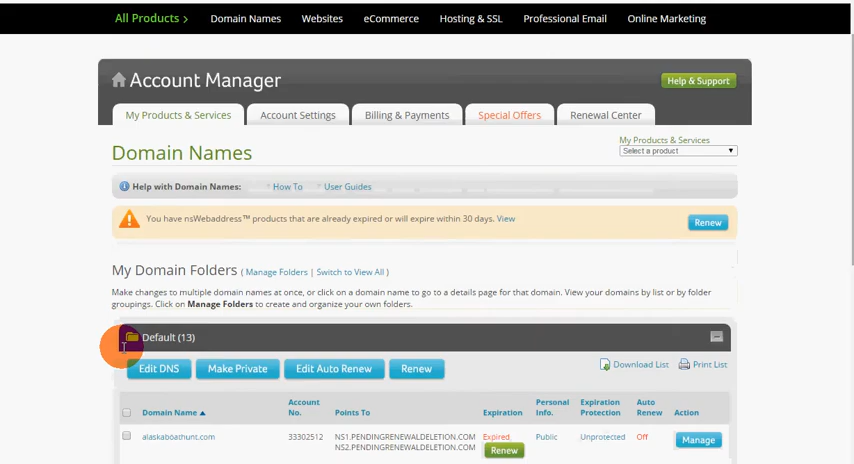 All Products > Domain Names Websites eCommerce Hosting & SSL Professional Email Online Marketing
Account Manager Help & Support
My Products & Services Account Settings Billing & Payments Special Offers Renewal Center
My Products & Services
Domain Names Select a product
Help with Domain Names: How To User Guides
You have nsWebaddress™ products that are already expired or will expire within 30 days. View Renew
My Domain Folders ( Manage Folders | Switch to View All )
Make changes to multiple domain names at once, or click on a domain name to go to a details page for that domain. View your domains by list or by folder
groupings. Click on Manage Folders to create and organize your own folders.
Default (13)
Edit DNS Make Private Edit Auto Renew Renew Download List Print List
Account Personal Expiration Auto
Domain Name No. Points To Expiration Info. Protection Renew Action
alaskaboathunt.com 33302512 NS1.PENDINGRENEWALDELETION.COM Expired Public Unprotected Off Manage
NS2.PENDINGRENEWALDELETION.COM Renew